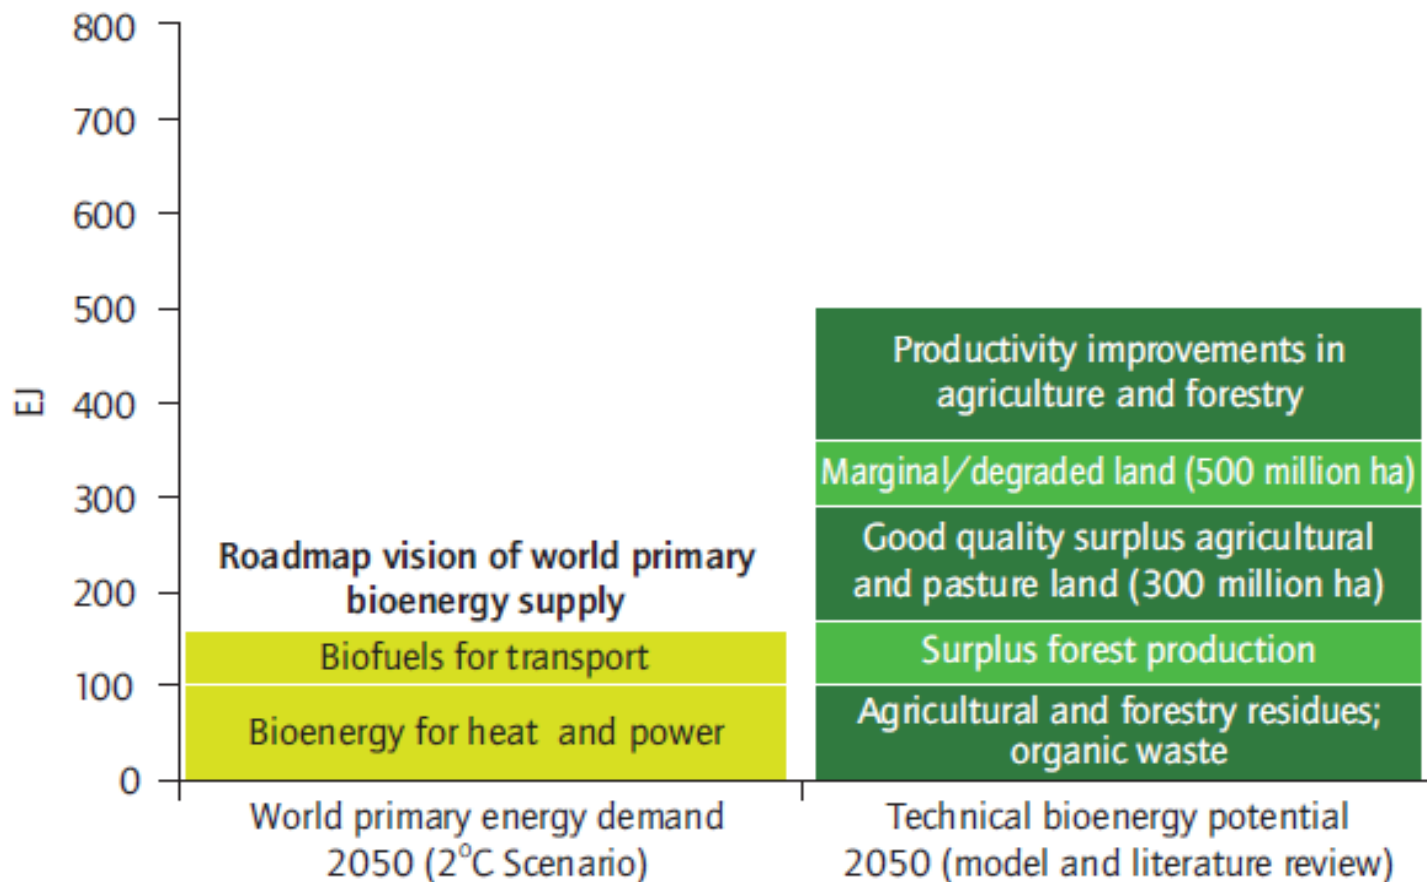 800
700
600
500
400
300
200
100
0
EJ
Roadmap vision of world primary
bioenergy supply
Biofuels for transport
Bioenergy for heat and power
World primary energy demand
2050 (2°C Scenario)
Productivity improvements in
agriculture and forestry
Marginal/degraded land (500 million ha)
Good quality surplus agricultural
and pasture land (300 million ha)
Surplus forest production
Agricultural and forestry residues;
organic waste
Technical bioenergy potential
2050 (model and literature review)